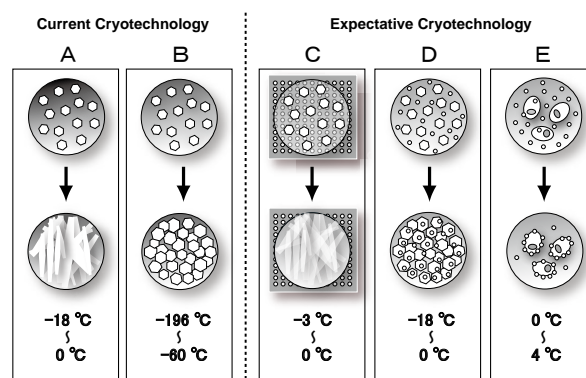 Current Cryotechnology
Expectative Cryotechnology
A
B
C
D
E
−18 ℃
~
0 ℃
−196 ℃
~
−60 ℃
−3 ℃
~
0 ℃
−18 ℃
~
0 ℃
0 ℃
~
4 ℃